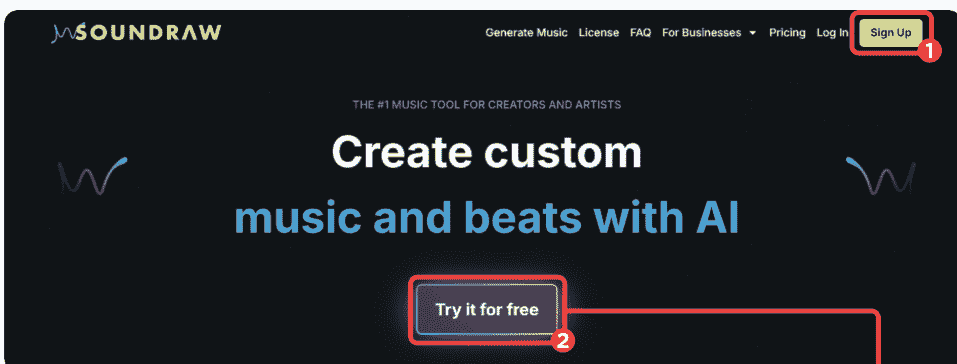 SOUNDRAW
Generate Music License FAQ For Businesses Pricing Log In Sign Up
1
THE #1 MUSIC TOOL FOR CREATORS AND ARTISTS
Create custom
music and beats with AI
Try it for free
2